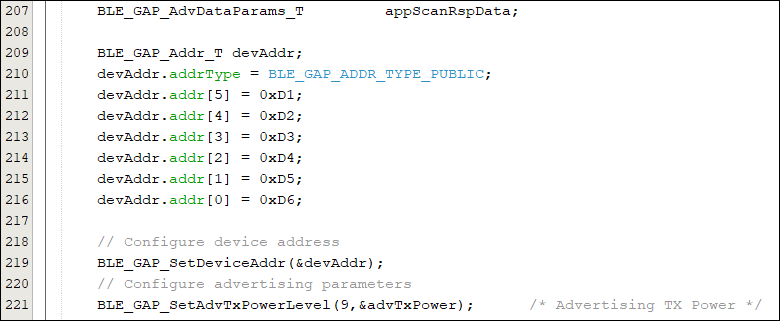 207 BLE_GAP_AdvDataParams_T appScanRspData;
208
209 BLE_GAP_Addr_T devAddr;
210 devAddr.addrType = BLE_GAP_ADDR_TYPE_PUBLIC;
211 devAddr.addr[5] = 0xD1;
212 devAddr.addr[4] = 0xD2;
213 devAddr.addr[3] = 0xD3;
214 devAddr.addr[2] = 0xD4;
215 devAddr.addr[1] = 0xD5;
216 devAddr.addr[0] = 0xD6;
217
218 // Configure device address
219 BLE_GAP_SetDeviceAddr(&devAddr);
220 // Configure advertising parameters
221 BLE_GAP_SetAdvTxPowerLevel(9,&advTxPower); /* Advertising TX Power */